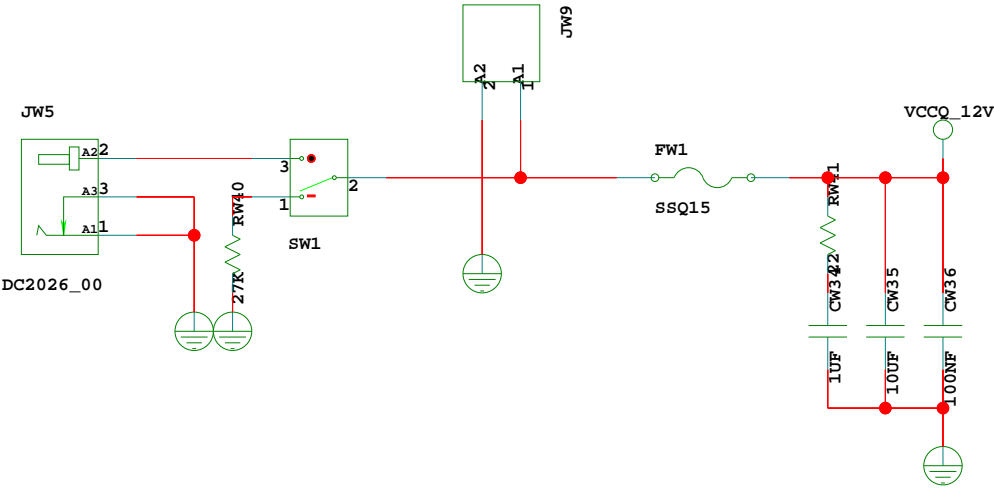 JW9
A2
2
A1
1
JW5
A2 2
A3 3
A1 1
DC2026_00
3
2
1
SW1
RW40
27K
FW1
SSQ15
VCCQ_12V
RW41
22
CW34
1UF
CW35
10UF
CW36
100NF